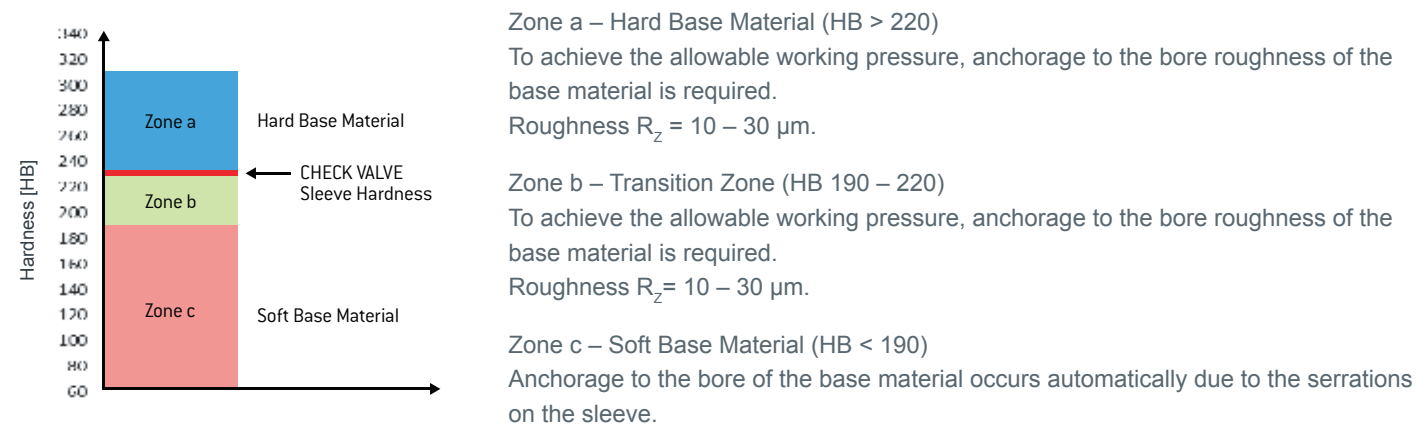 340
320
300
280
260
240
220
200
180
160
140
120
100
80
60
Hardness [HB]
Zone a
Hard Base Material
CHECK VALVE
Sleeve Hardness
Zone b
Zone c
Soft Base Material
Zone a – Hard Base Material (HB > 220)
To achieve the allowable working pressure, anchorage to the bore roughness of the
base material is required.
Roughness RZ = 10 – 30 µm.
Zone b – Transition Zone (HB 190 – 220)
To achieve the allowable working pressure, anchorage to the bore roughness of the
base material is required.
Roughness RZ= 10 – 30 µm.
Zone c – Soft Base Material (HB < 190)
Anchorage to the bore of the base material occurs automatically due to the serrations
on the sleeve.